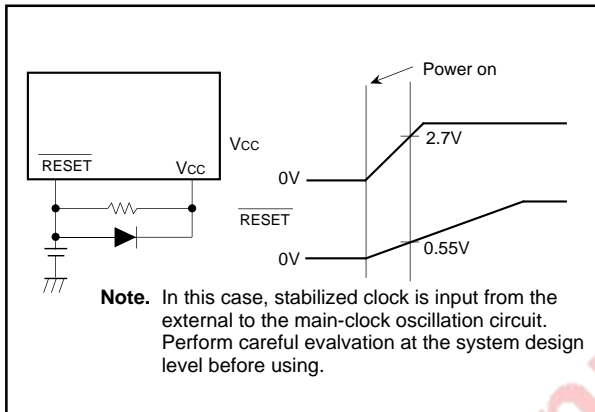 Power on
Vcc
2.7V
RESET Vcc
0V
RESET
0.55V
0V
Note. In this case, stabilized clock is input from the
external to the main-clock oscillation circuit.
Perform careful evalvation at the system design
level before using.